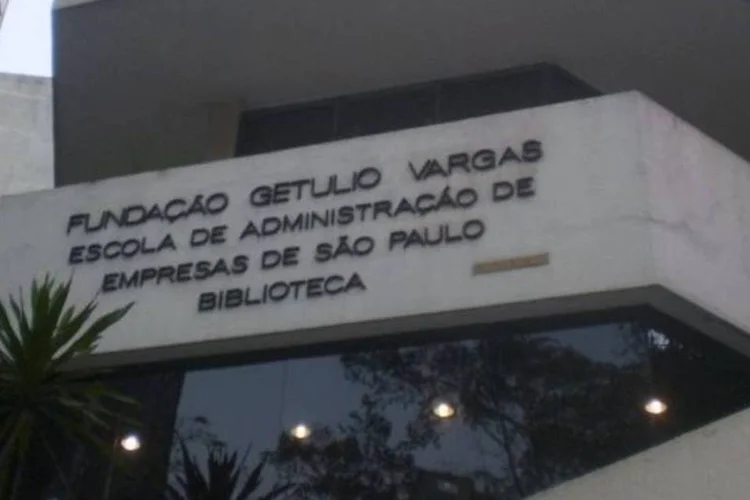 FUNDAÇÃO GETULIO VARGAS
ESCOLA DE ADMINISTRAÇÃO DE
EMPRESAS DE SÃO PAULO
BIBLIOTECA